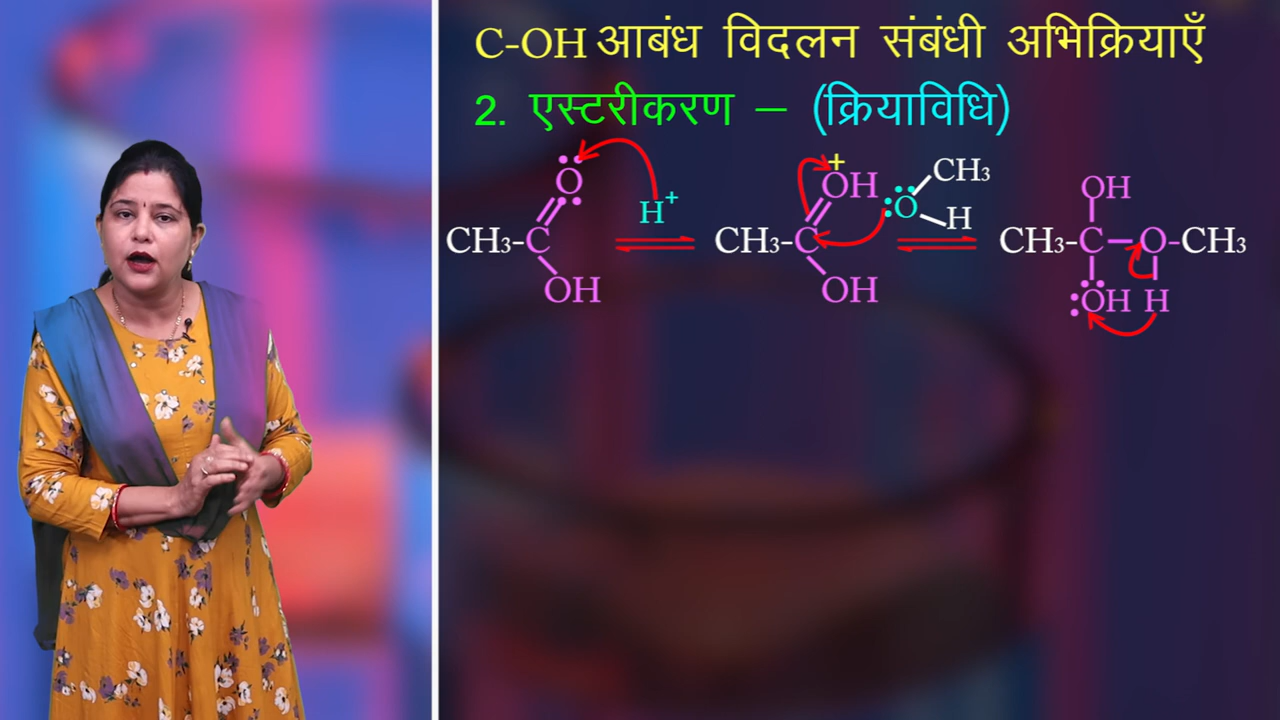 C-OH आबंध विदलन संबंधी अभिक्रियाएँ
2. एस्टरीकरण – (क्रियाविधि)
O H+ +OH O CH3 H OH
CH3-C CH3-C CH3-C-O-CH3
OH OH OH H